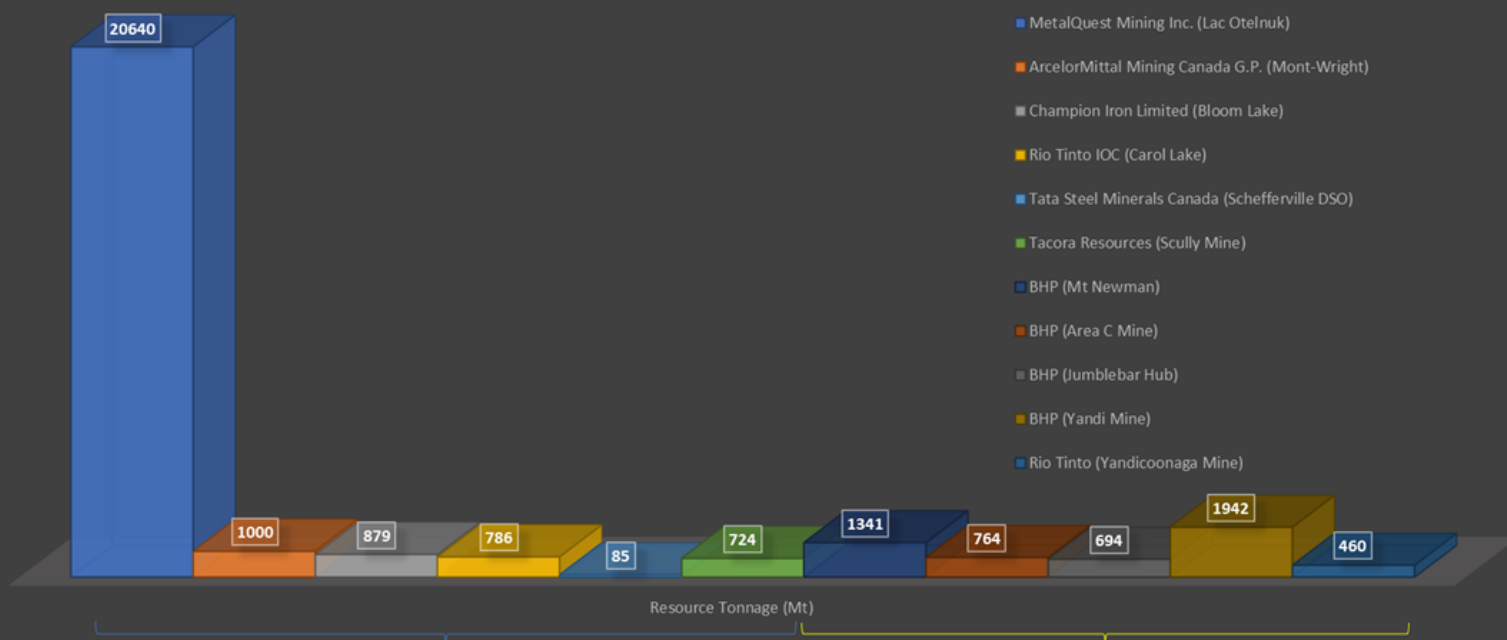 20640
1000
879
786
85
724
1341
764
694
1942
460
MetalQuest Mining Inc. (Lac Otelnuk)
ArcelorMittal Mining Canada G.P. (Mont-Wright)
Champion Iron Limited (Bloom Lake)
Rio Tinto IOC (Carol Lake)
Tata Steel Minerals Canada (Schefferville DSO)
Tacora Resources (Scully Mine)
BHP (Mt Newman)
BHP (Area C Mine)
BHP (Jumblebar Hub)
BHP (Yandi Mine)
Rio Tinto (Yandicoonaga Mine)
Resource Tonnage (Mt)